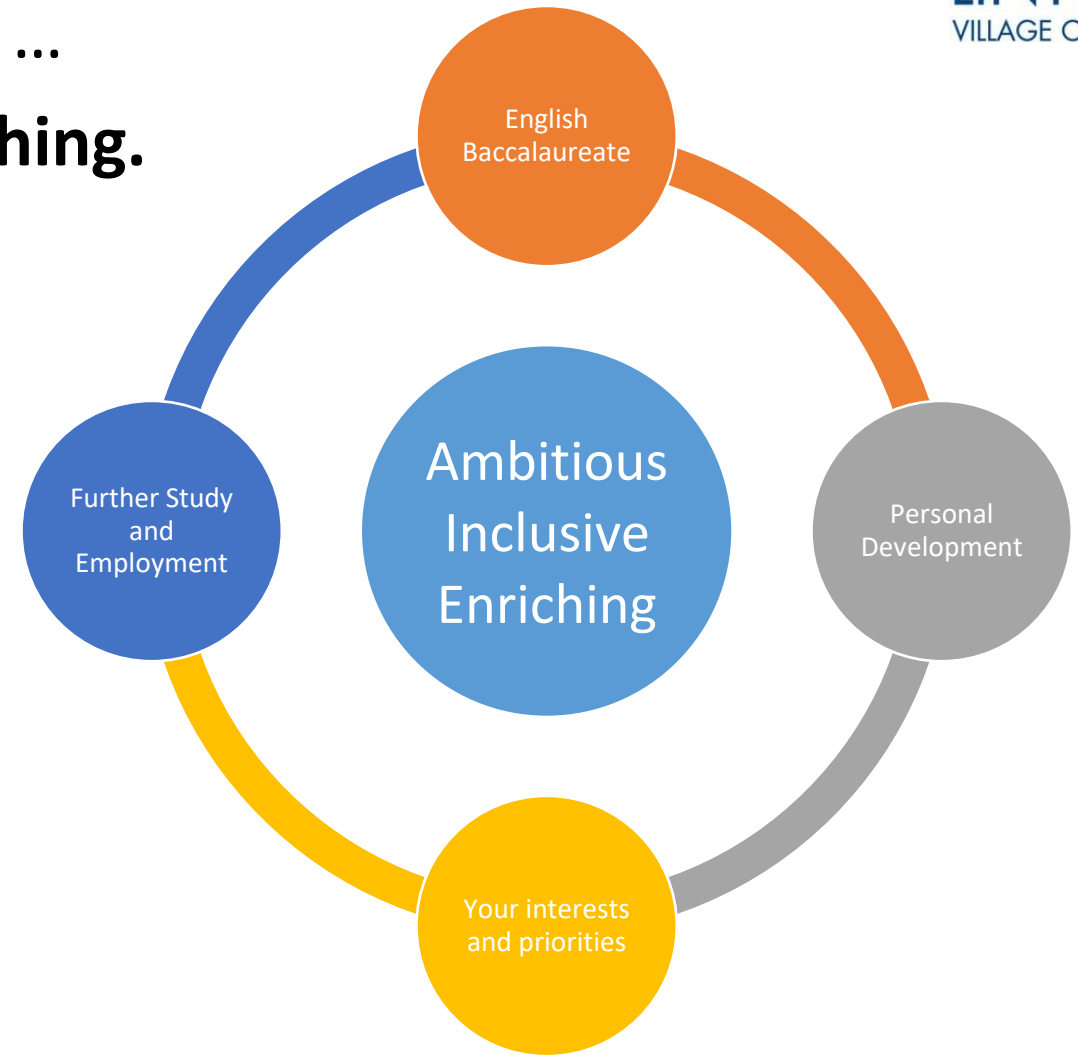 ...
hing.
VILLAGE C
English
Baccalaureate
Ambitious
Inclusive
Enriching
Further Study
and
Employment
Personal
Development
Your interests
and priorities